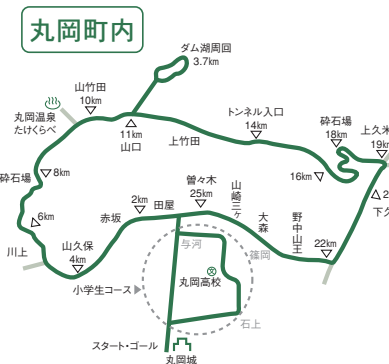 丸岡町内
ダム湖周回
3.7km
山竹田
10km
丸岡温泉
たけくらべ
11km
山口
上竹田
トンネル入口
14km
砕石場
18km
上久米
19km
16km
砕石場
8km
6km
川上
山久保
4km
赤坂
2km
田屋
曽々木
25km
山崎三ヶ
大森
野中山王
22km
2
下久
与河
篠岡
文
丸岡高校
小学生コース
石上
スタート・ゴール
丸岡城